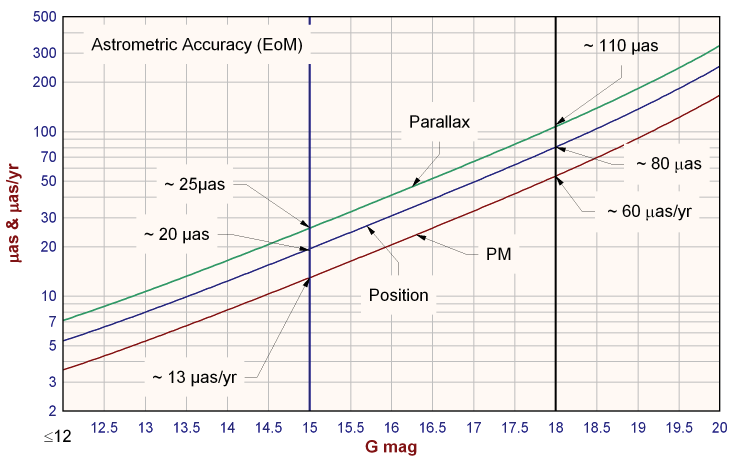 Astrometric Accuracy (EoM)
~ 110 µas
Parallax
~ 25µas
~ 80 µas
~ 20 µas
~ 60 µas/yr
PM
Position
~ 13 µas/yr
µas & µas/yr
500
300
200
100
70
50
30
20
10
7
5
3
2
≤12
12.5 13 13.5 14 14.5 15 15.5 16 16.5 17 17.5 18 18.5 19 19.5 20
G mag